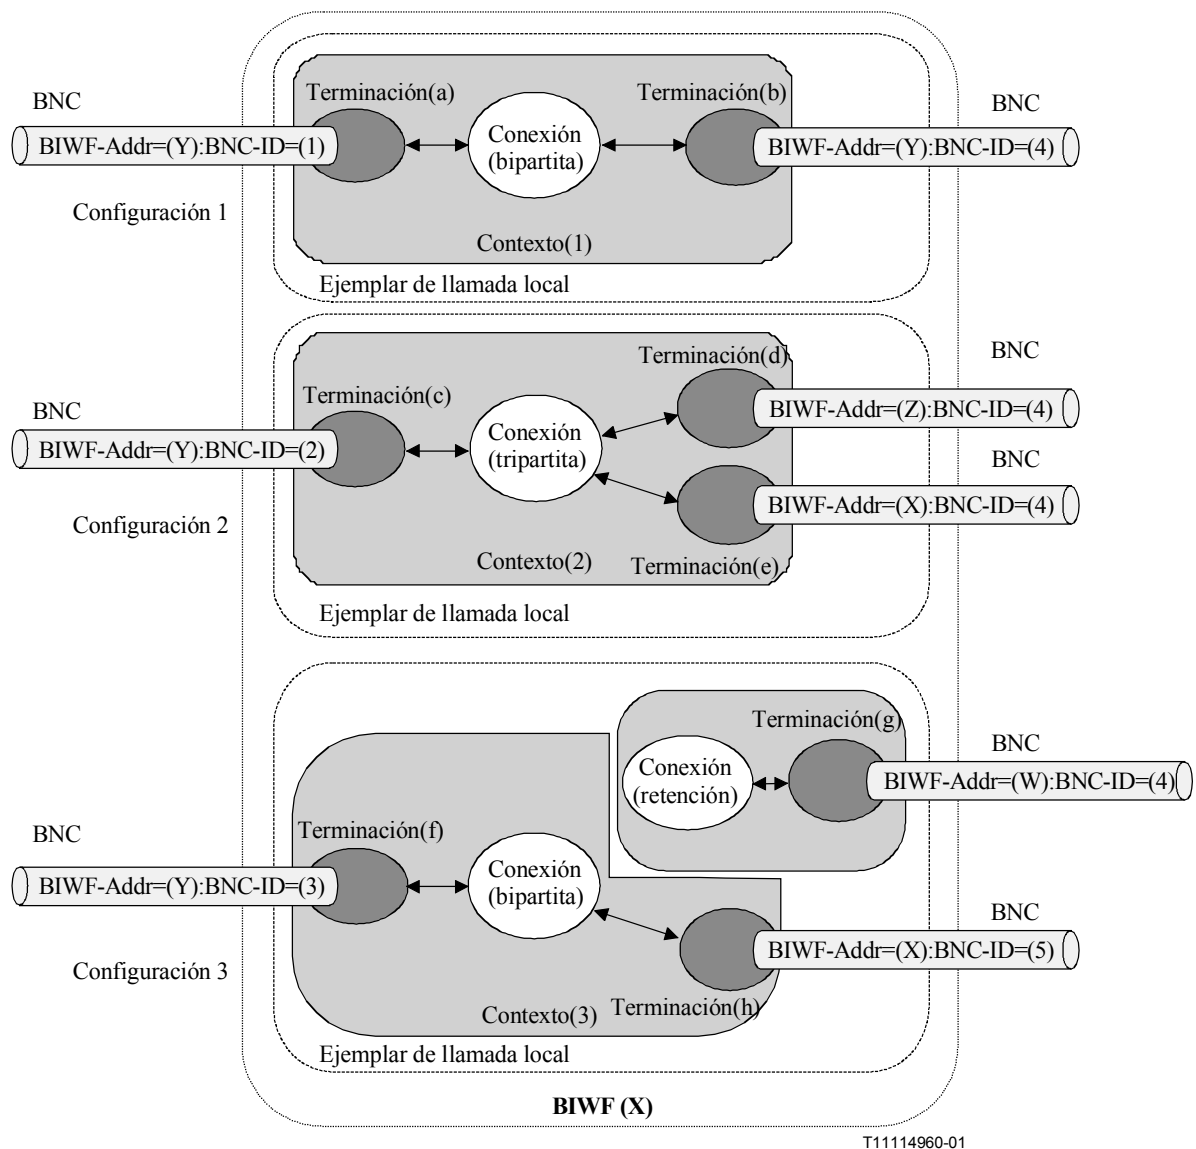 Terminación(a)
Terminación(b)
BNC
BNC
Conexión
(bipartita)
BIWF-Addr=(Y):BNC-ID=(1)
BIWF-Addr=(Y):BNC-ID=(4)
Configuración 1
Contexto(1)
Ejemplar de llamada local
Terminación(d)
BNC
Terminación(c)
BNC
BIWF-Addr=(Z):BNC-ID=(4)
Conexión
(tripartita)
BIWF-Addr=(Y):BNC-ID=(2)
BNC
BIWF-Addr=(X):BNC-ID=(4)
Configuración 2
Contexto(2)
Terminación(e)
Ejemplar de llamada local
Terminación(g)
BNC
Conexión
(retención)
BIWF-Addr=(W):BNC-ID=(4)
BNC
Terminación(f)
Conexión
(bipartita)
BIWF-Addr=(Y):BNC-ID=(3)
BNC
BIWF-Addr=(X):BNC-ID=(5)
Configuración 3
Contexto(3)
Terminación(h)
Ejemplar de llamada local
BIWF (X)
T11114960-01